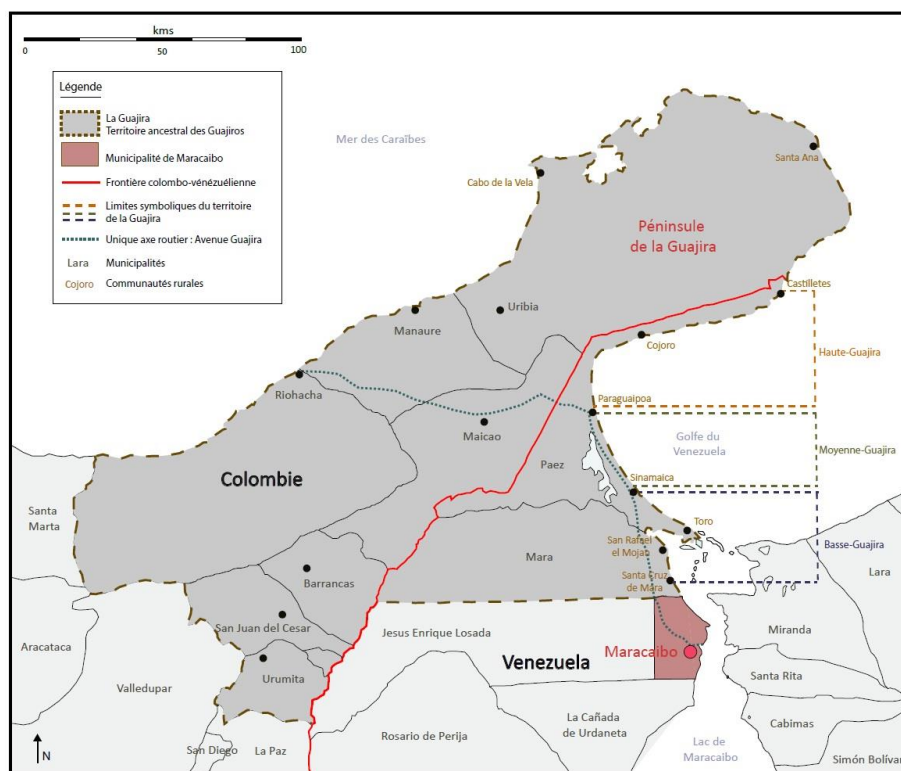 kms
0 50 100
Légende
La Guajira
Territoire ancestral des Guajiros
Municipalité de Maracaibo
Frontière colombo-vénézuélienne
Limites symboliques du territoire
de la Guajira
Unique axe routier : Avenue Guajira
Lara Municipalités
Cojoro Communautés rurales
Mer des Caraîbes
Santa Ana
Cabo de la Vela
Péninsule
de la Guajira
Castilletes
Uribia
Manaure
Cojoro
Haute-Guajira
Riohacha
Paraguaipoa
Maicao
Golfe du
Venezuela
Moyenne-Guajira
Paez
Colombie
Sinamaica
Santa
Marta
Toro
San Rafael
el Mojan
Basse-Guajira
Mara
Lara
Barrancas
Santa Cruz
de Mara
San Juan del Cesar
Jesus Enrique Losada
Miranda
Aracataca
Venezuela
Maracaibo
Urumita
Santa Rita
Valledupar
La Cañada
de Urdaneta
Cabimas
San Diego
La Paz
Rosario de Perija
Lac de
Maracaibo
Simón Bolívar
N